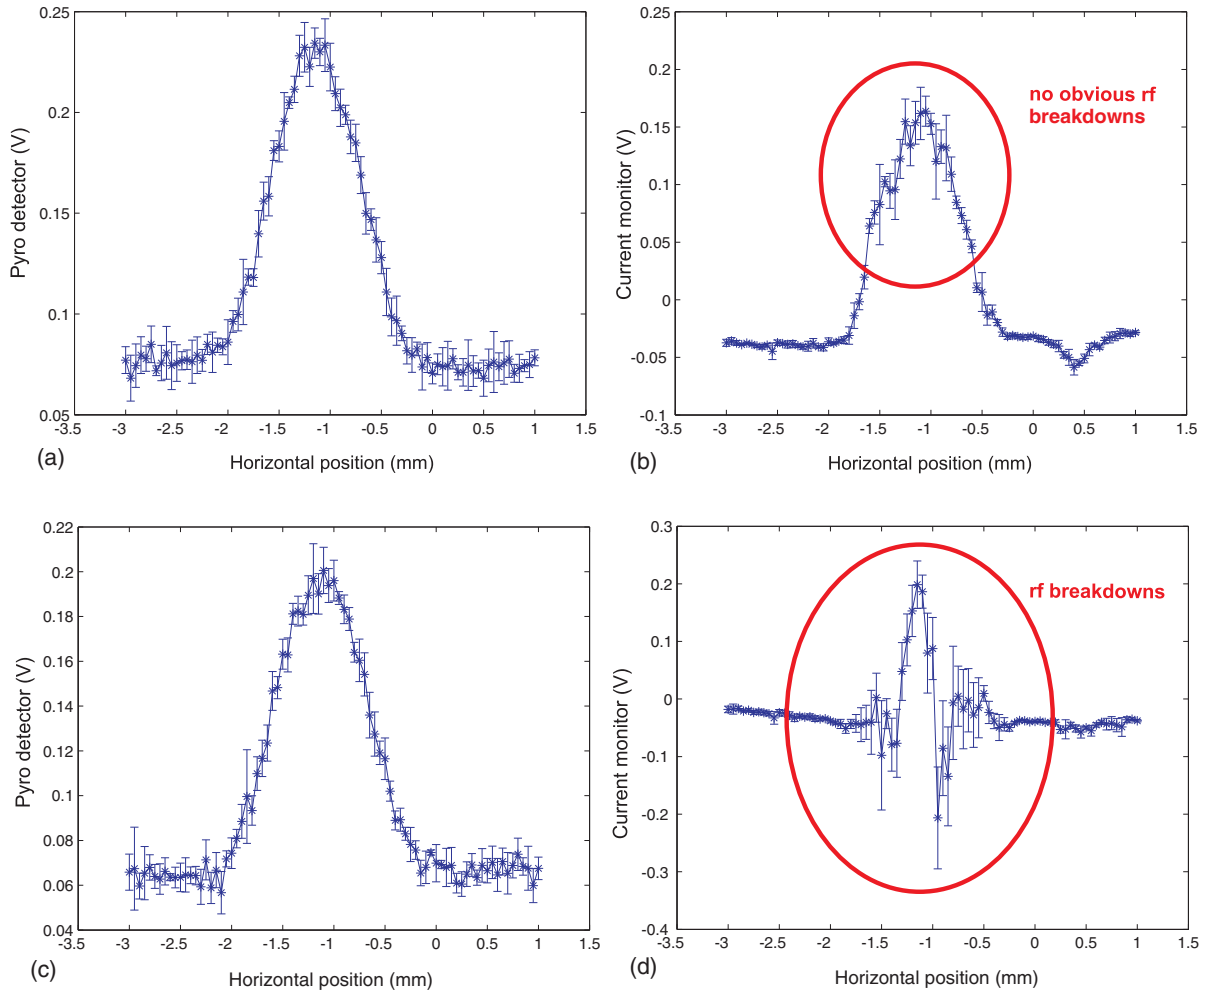 0.25
0.2
0.15
0.1
0.05
-3.5 -3 -2.5 -2 -1.5 -1 -0.5 0 0.5 1 1.5
Pyro detector (V)
Horizontal position (mm)
(a)
0.25
0.2
0.15
0.1
0.05
0
-0.05
-0.1
-3.5 -3 -2.5 -2 -1.5 -1 -0.5 0 0.5 1 1.5
Current monitor (V)
Horizontal position (mm)
no obvious rf
breakdowns
(b)
0.22
0.2
0.18
0.16
0.14
0.12
0.1
0.08
0.06
0.04
-3.5 -3 -2.5 -2 -1.5 -1 -0.5 0 0.5 1 1.5
Pyro detector (V)
Horizontal position (mm)
(c)
0.3
0.2
0.1
0
-0.1
-0.2
-0.3
-0.4
-3.5 -3 -2.5 -2 -1.5 -1 -0.5 0 0.5 1 1.5
Current monitor (V)
Horizontal position (mm)
rf breakdowns
(d)